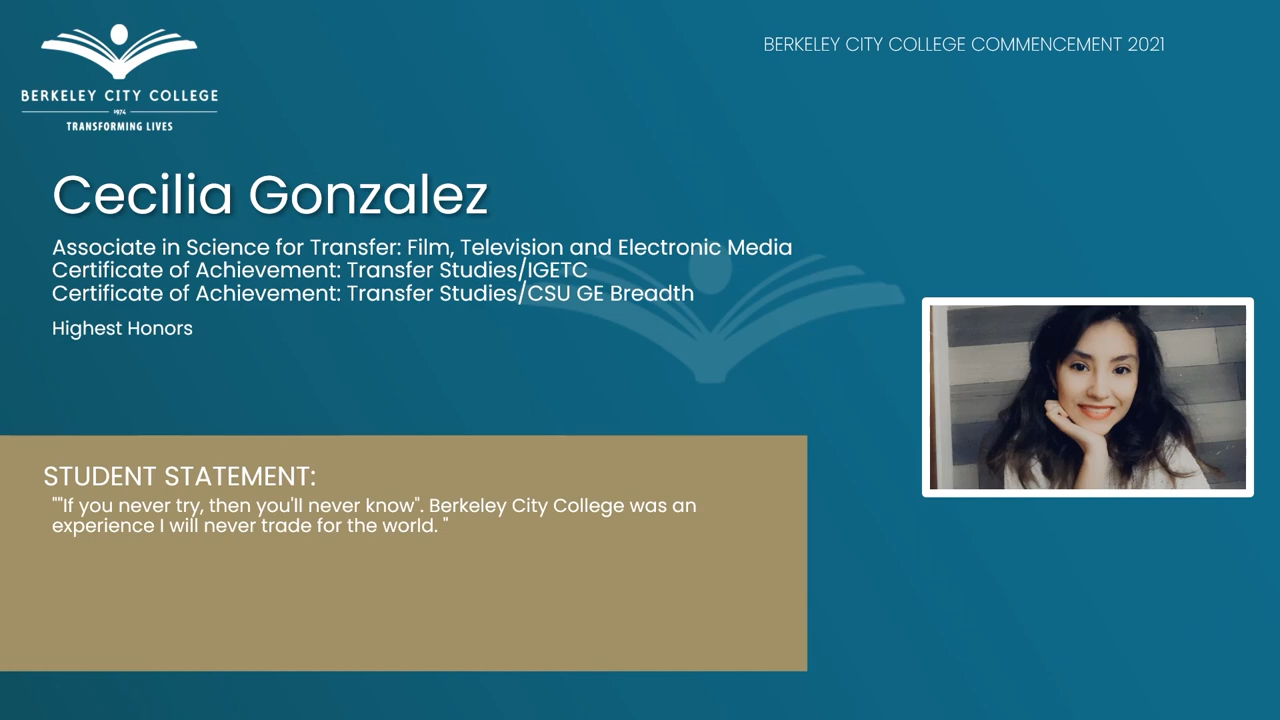 BERKELEY CITY COLLEGE COMMENCEMENT 2021
BERKELEY CITY COLLEGE
1974
TRANSFORMING LIVES
Cecilia Gonzalez
Associate in Science for Transfer: Film, Television and Electronic Media
Certificate of Achievement: Transfer Studies/IGETC
Certificate of Achievement: Transfer Studies/CSU GE Breadth
Highest Honors
STUDENT STATEMENT:
""If you never try, then you'll never know". Berkeley City College was an
experience I will never trade for the world. "